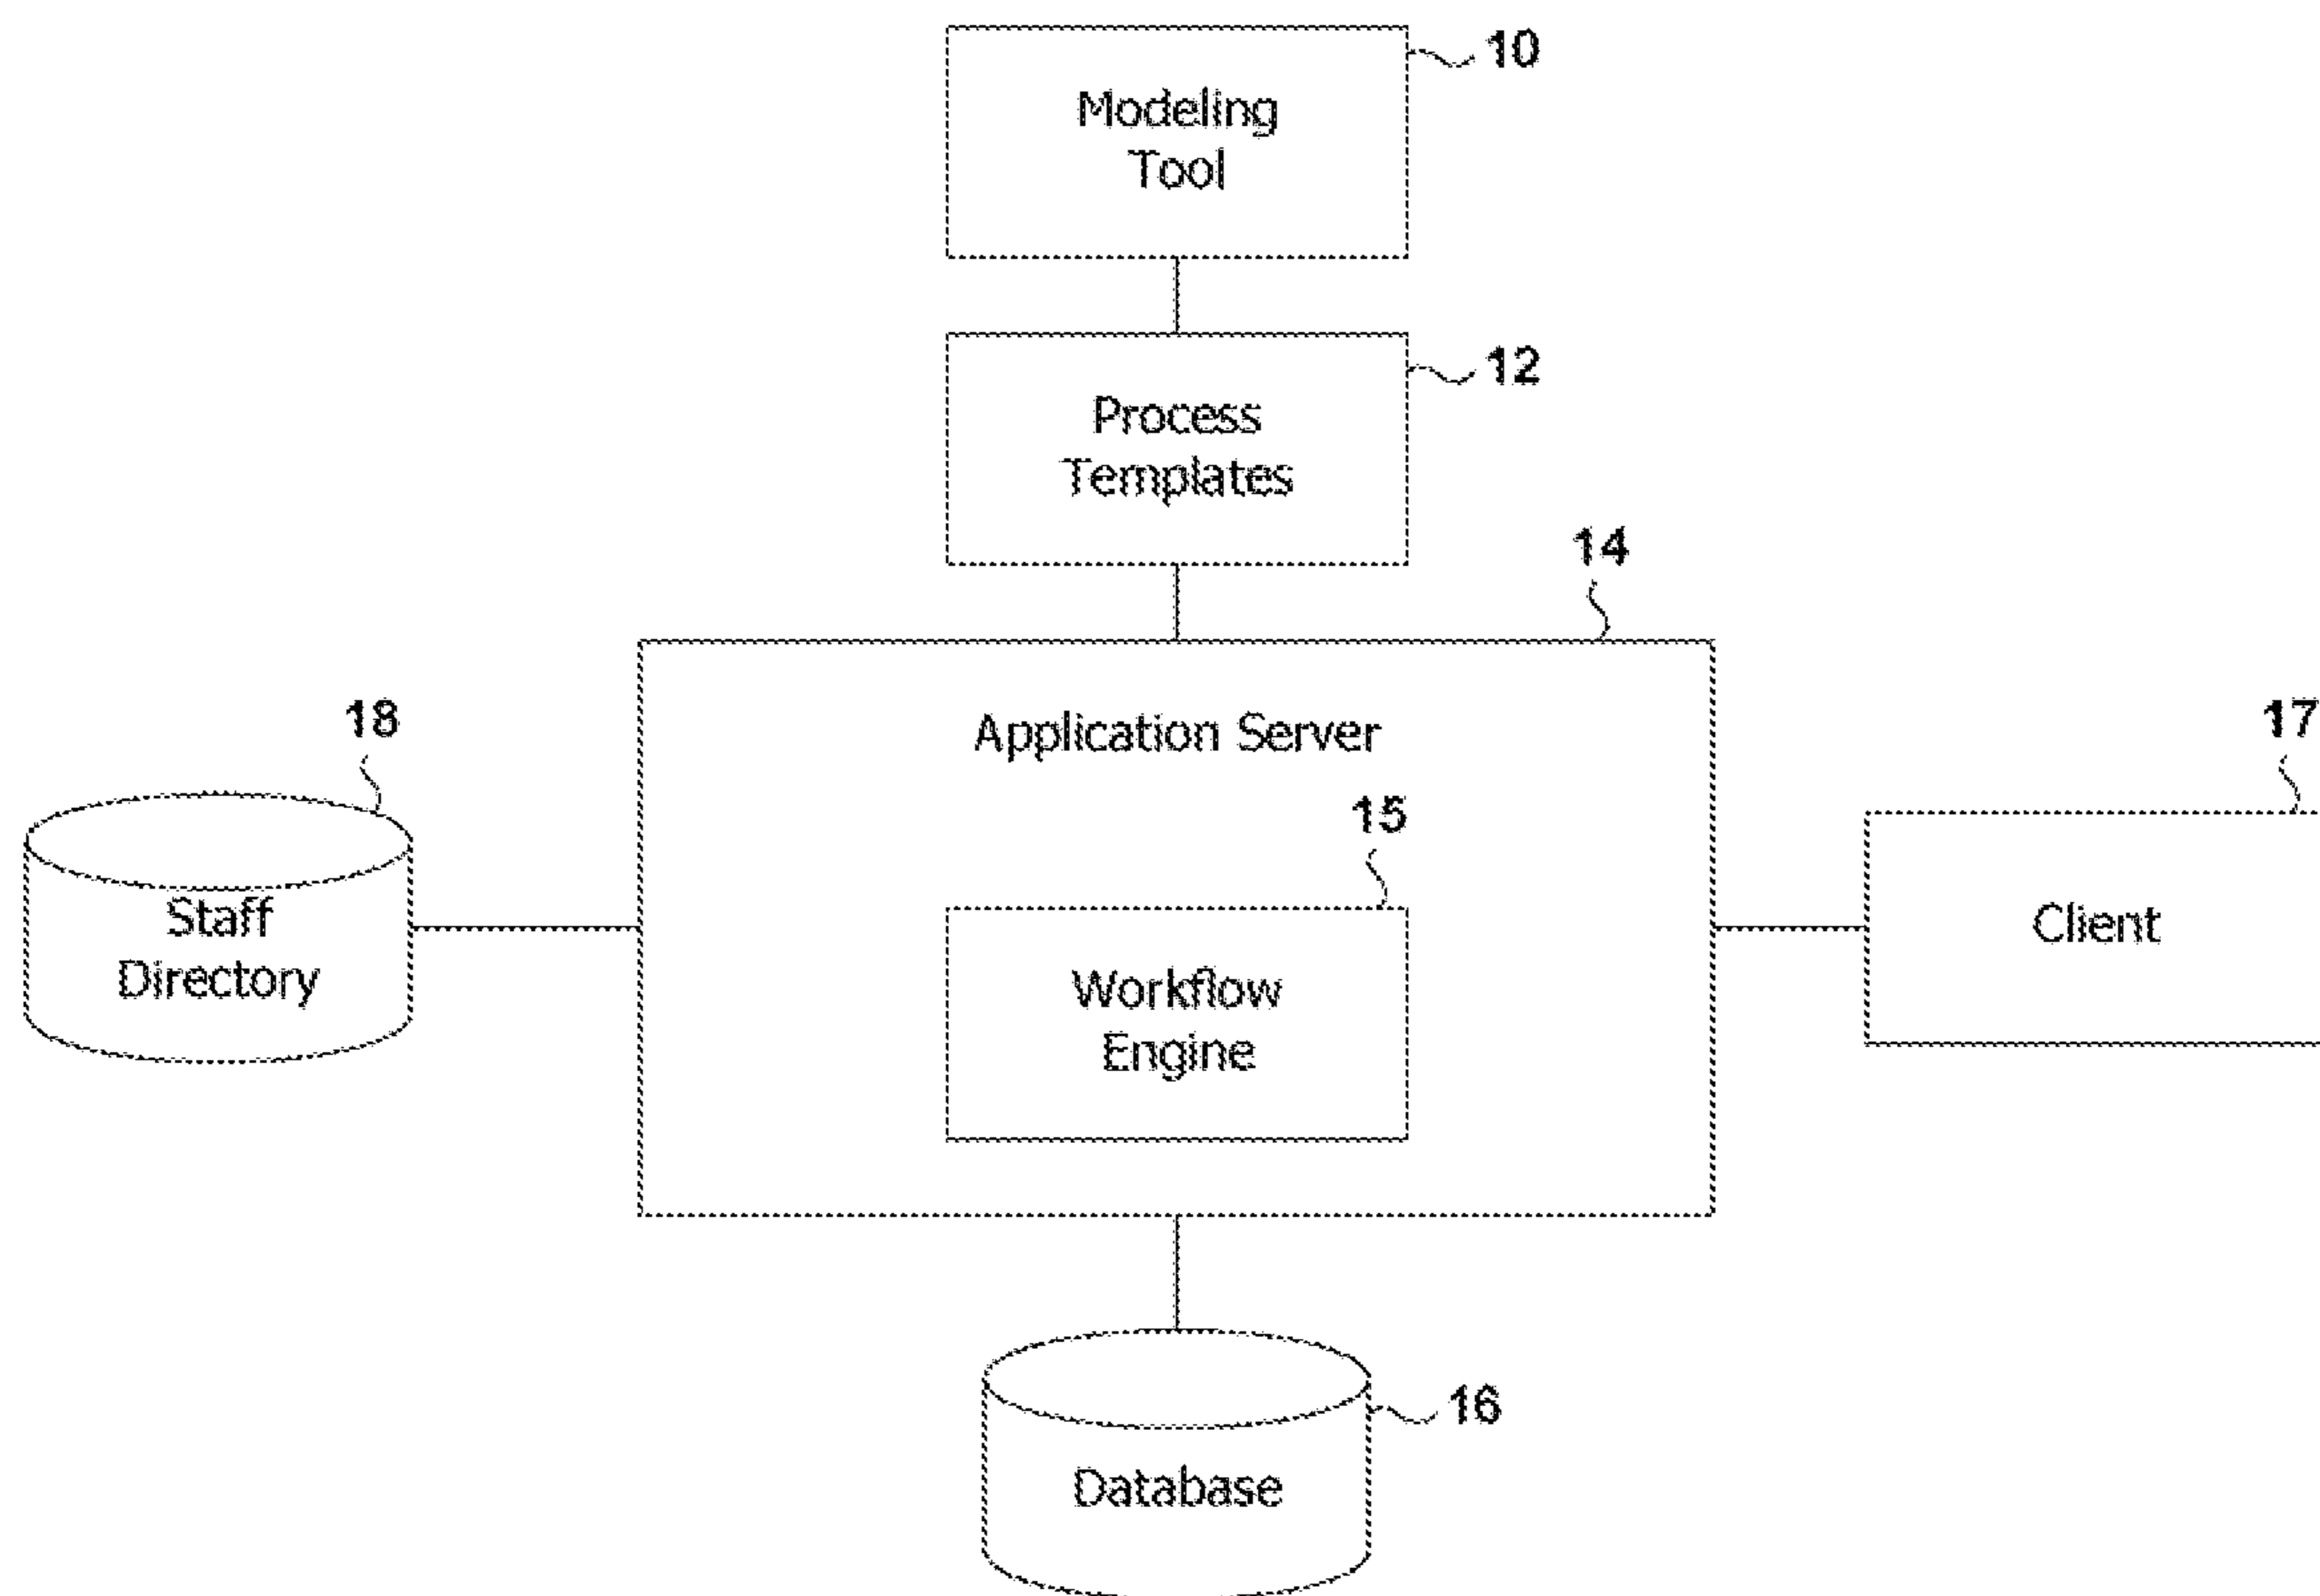 10
Modeling
Tool
12
Process
Templates
14
Application Server
18
17
15
Staff
Directory
Workflow
Engine
Client
16
Database